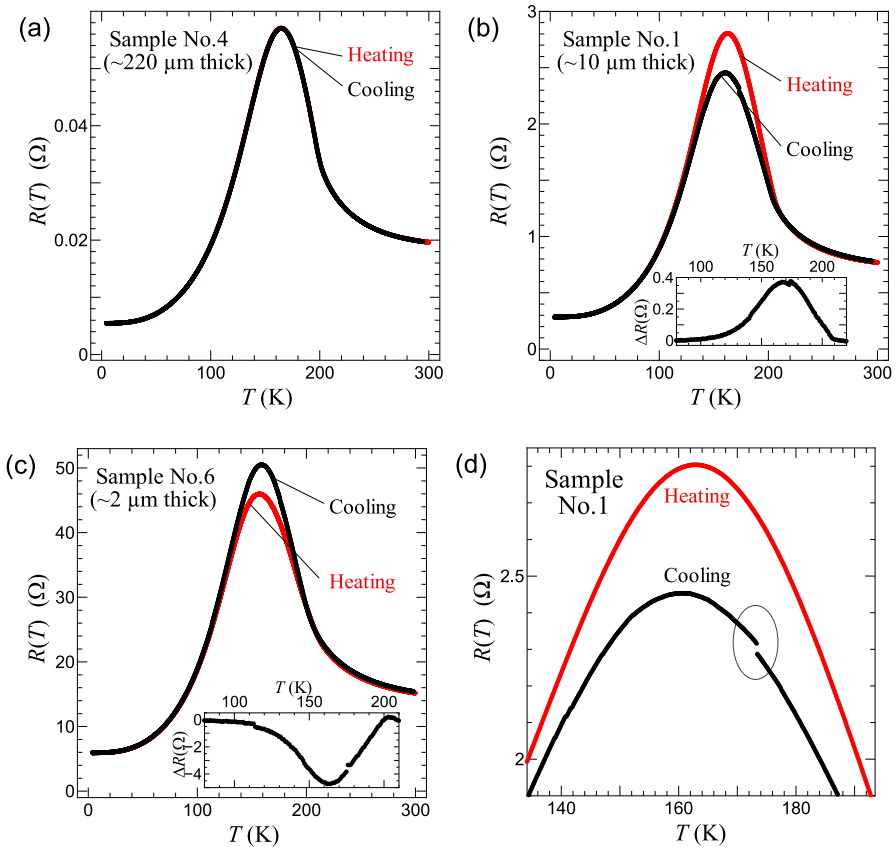 (a)
Sample No.4
(~220 µm thick)
Heating
Cooling
0.04
0.02
0
R(T) (Ω)
0 100 200 300
T (K)
(b)
Sample No.1
(~10 µm thick)
Heating
Cooling
3
2
1
0
R(T) (Ω)
T (K)
100 150 200
0.4
0.2
0
ΔR(Ω)
0 100 200 300
T (K)
(c)
Sample No.6
(~2 µm thick)
Cooling
Heating
50
40
30
20
10
0
R(T) (Ω)
T (K)
100 150 200
0
−2
−4
ΔR(Ω)
0 100 200 300
T (K)
(d)
Sample
No.1
Heating
Cooling
2.5
2
R(T) (Ω)
140 160 180
T (K)